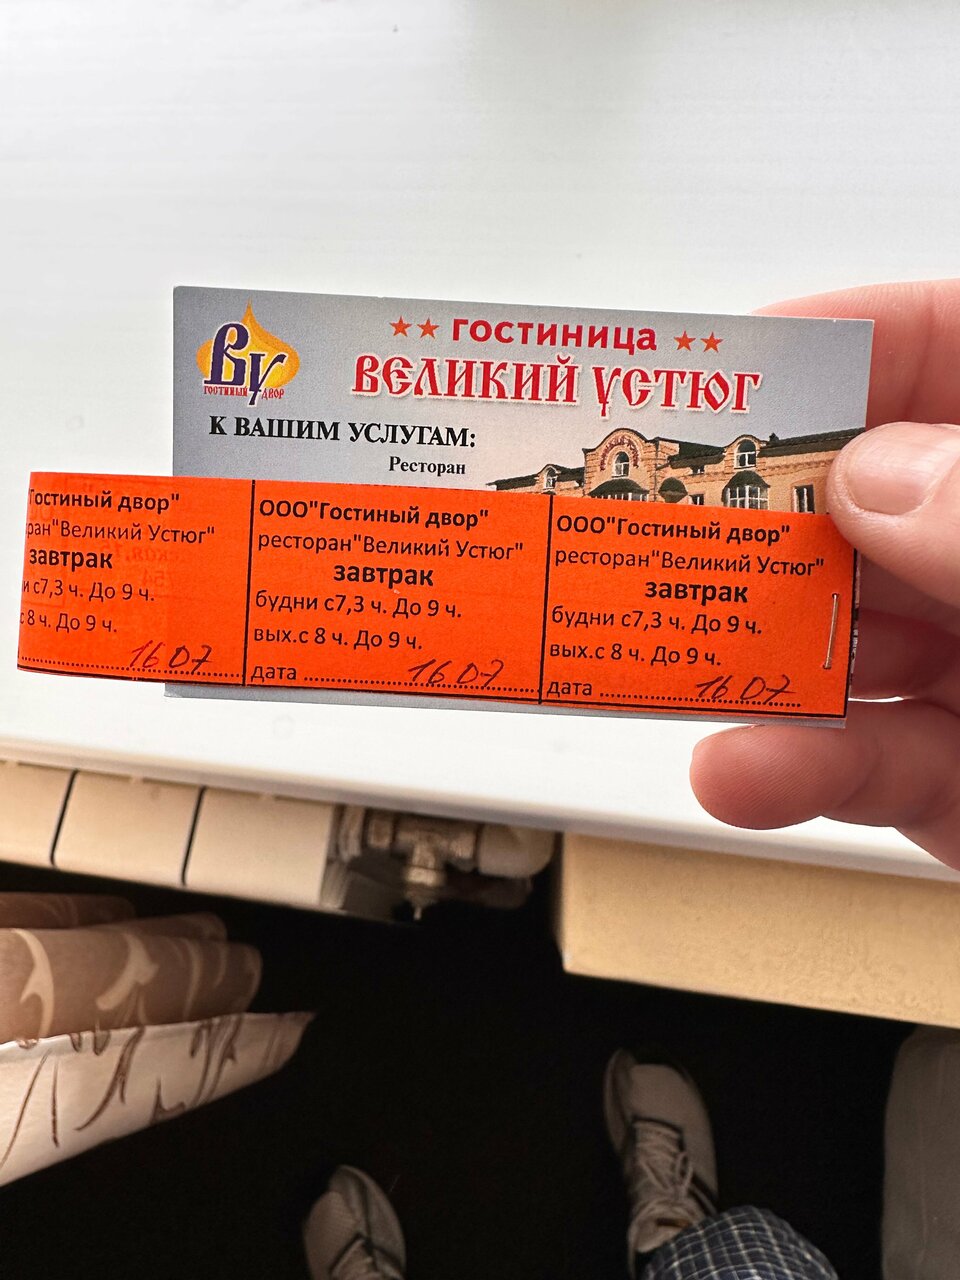 ВУ
ГОСТИНЫЙ ДВОР
★★ ГОСТИНИЦА ★★
ВЕЛИКИЙ УСТЮГ
К ВАШИМ УСЛУГАМ:
Ресторан
Гостиный двор"
ран"Великий Устюг"
завтрак
и с7,3 ч. До 9 ч.
с 8 ч. До 9 ч.
16 07
ООО"Гостиный двор"
ресторан"Великий Устюг"
завтрак
будни с7,3 ч. До 9 ч.
вых.с 8 ч. До 9 ч.
дата 16 07
ООО"Гостиный двор"
ресторан"Великий Устюг"
завтрак
будни с7,3 ч. До 9 ч.
вых.с 8 ч. До 9 ч.
дата 16 07